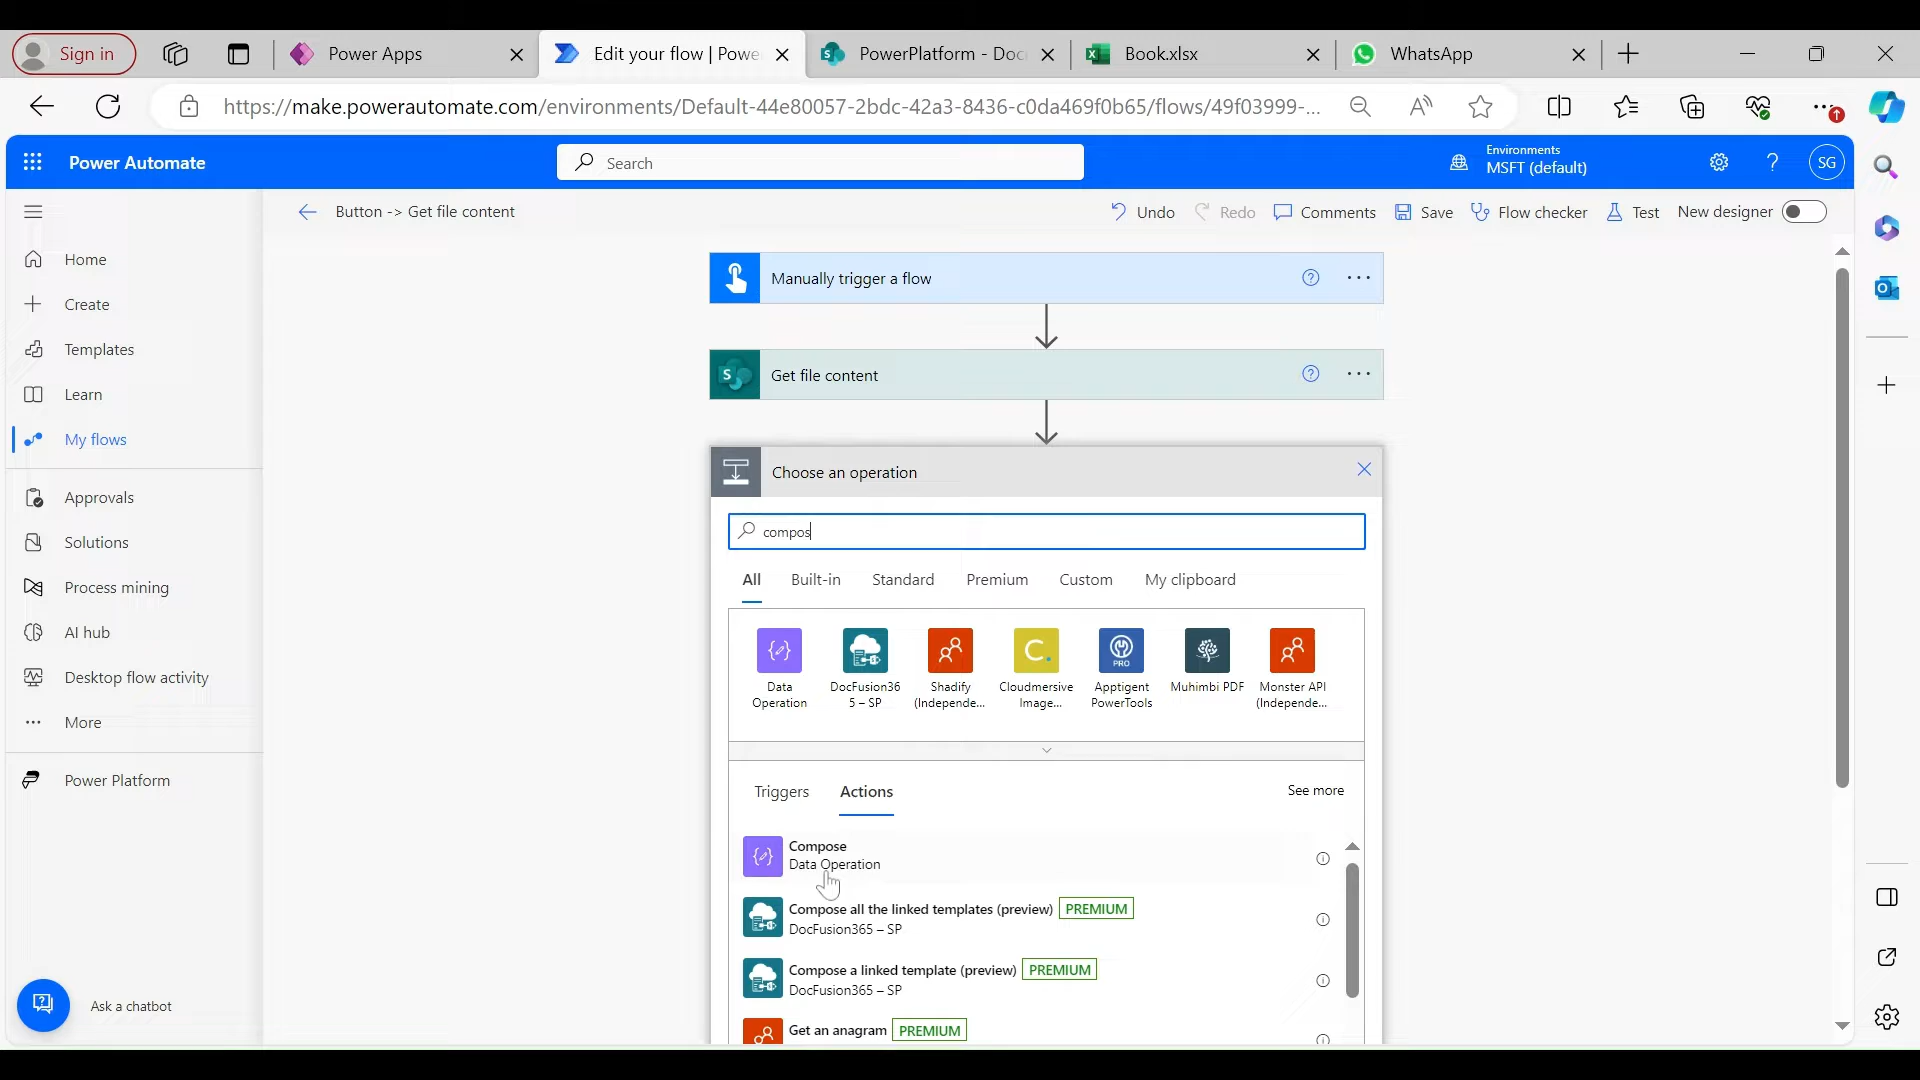 Sign in
Power Apps
Edit your flow | Powe
PowerPlatform - Doc
Book.xlsx
WhatsApp
https://make.powerautomate.com/environments/Default-44e80057-2bdc-42a3-8436-c0da469f0b65/flows/49f03999-...
Power Automate
Search
Environments
MSFT (default)
SG
Button -> Get file content
Undo
Redo
Comments
Save
Flow checker
Test
New designer
Home
Create
Templates
Learn
My flows
Approvals
Solutions
Process mining
AI hub
Desktop flow activity
More
Power Platform
Ask a chatbot
Manually trigger a flow
Get file content
Choose an operation
compos
All
Built-in
Standard
Premium
Custom
My clipboard
Data
Operation
DocFusion36
5 – SP
Shadify
(Independe...
Cloudmersive
Image...
PRO
Apptigent
PowerTools
Muhimbi PDF
Monster API
(Independe...
Triggers
Actions
See more
Compose
Data Operation
Compose all the linked templates (preview) PREMIUM
DocFusion365 – SP
Compose a linked template (preview) PREMIUM
DocFusion365 – SP
Get an anagram PREMIUM